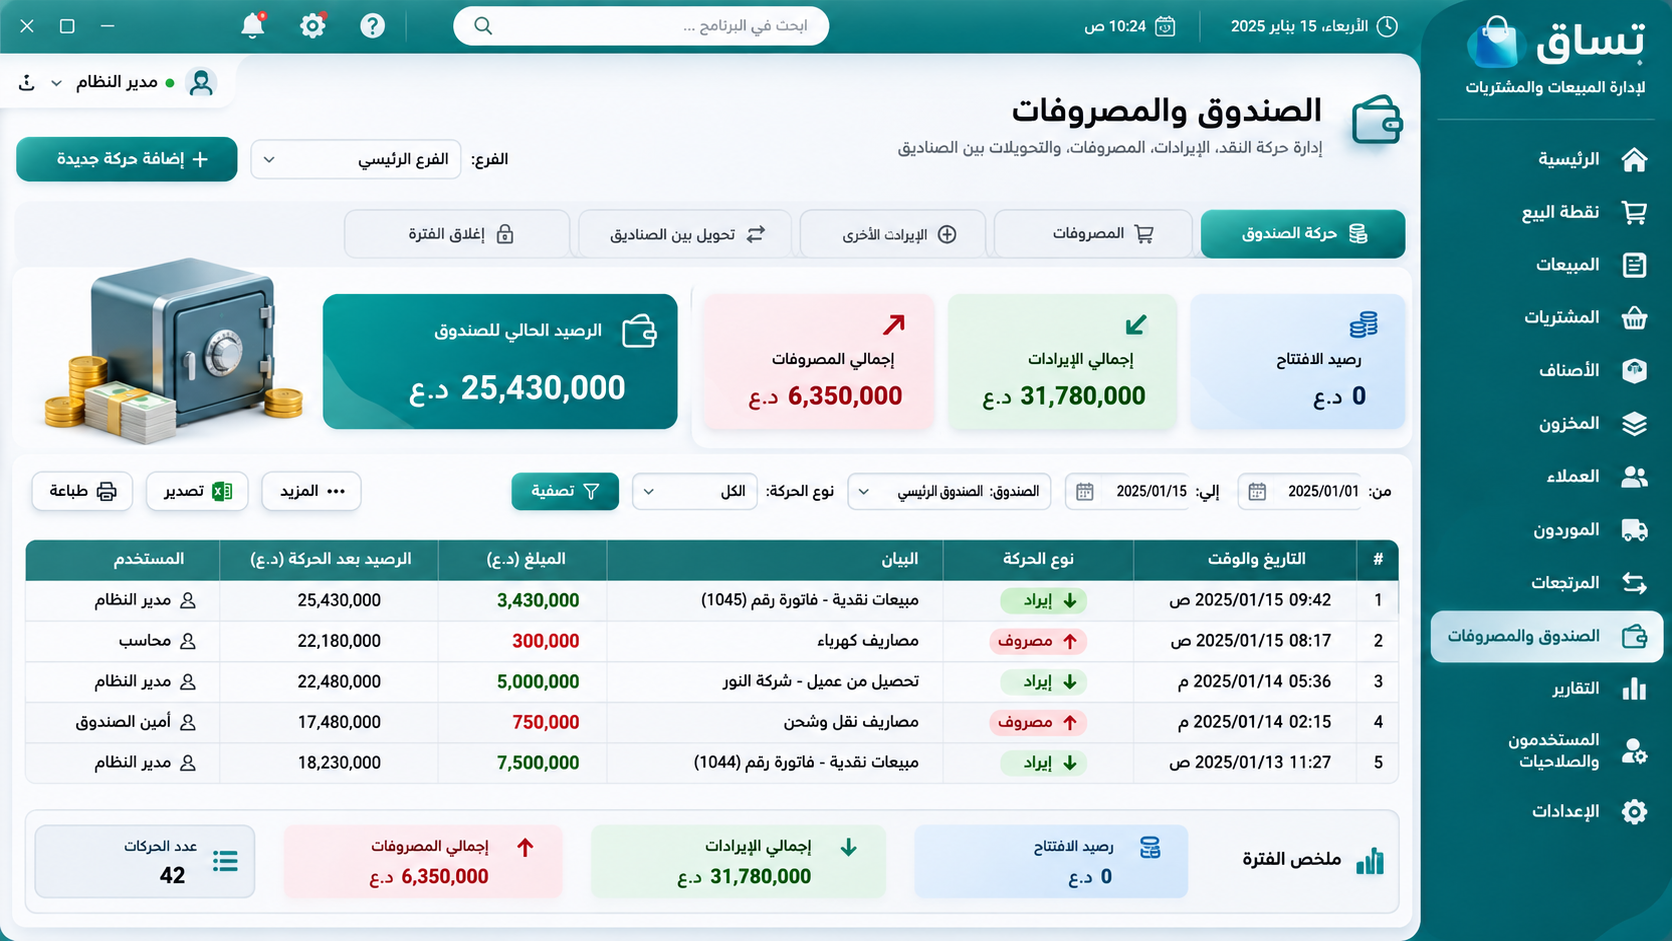 تساق
لإدارة المبيعات والمشتريات
الرئيسية
نقطة البيع
المبيعات
المشتريات
الأصناف
المخزون
العملاء
الموردون
المرتجعات
الصندوق والمصروفات
التقارير
المستخدمون
والصلاحيات
الإعدادات
الأربعاء، 15 يناير 2025
10:24 ص
ابحث في البرنامج ...
مدير النظام
الصندوق والمصروفات
إدارة حركة النقد، الإيرادات، المصروفات، والتحويلات بين الصناديق
الفرع: الفرع الرئيسي
إضافة حركة جديدة +
حركة الصندوق
المصروفات
الإيرادت الأخرى
تحويل بين الصناديق
إغلاق الفترة
رصيد الافتتاح
0 د.ع
إجمالي الإيرادات
31,780,000 د.ع
إجمالي المصروفات
6,350,000 د.ع
الرصيد الحالي للصندوق
25,430,000 د.ع
من: 2025/01/01 إلي: 2025/01/15 الصندوق: الصندوق الرئيسي نوع الحركة: الكل تصفية المزيد تصدير طباعة
# التاريغ والوقت نوع الحركة البيان المبلغ (د.ع) الرصيد بعد الحركة (د.ع) المستخدم
1 2025/01/15 09:42 ص إيراد مبيعات نقدية - فاتورة رقم (1045) 3,430,000 25,430,000 مدير النظام
2 2025/01/15 08:17 ص مصروف مصاريف كهرباء 300,000 22,180,000 محاسب
3 2025/01/14 05:36 م إيراد تحصيل من عميل - شركة النور 5,000,000 22,480,000 مدير النظام
4 2025/01/14 02:15 م مصروف مصاريف نقل وشحن 750,000 17,480,000 أمين الصندوق
5 2025/01/13 11:27 ص إيراد مبيعات نقدية - فاتورة رقم (1044) 7,500,000 18,230,000 مدير النظام
ملخص الفترة
رصيد الافتتاح
0 د.ع
إجمالي الإيرادات
31,780,000 د.ع
إجمالي المصروفات
6,350,000 د.ع
عدد الحركات
42